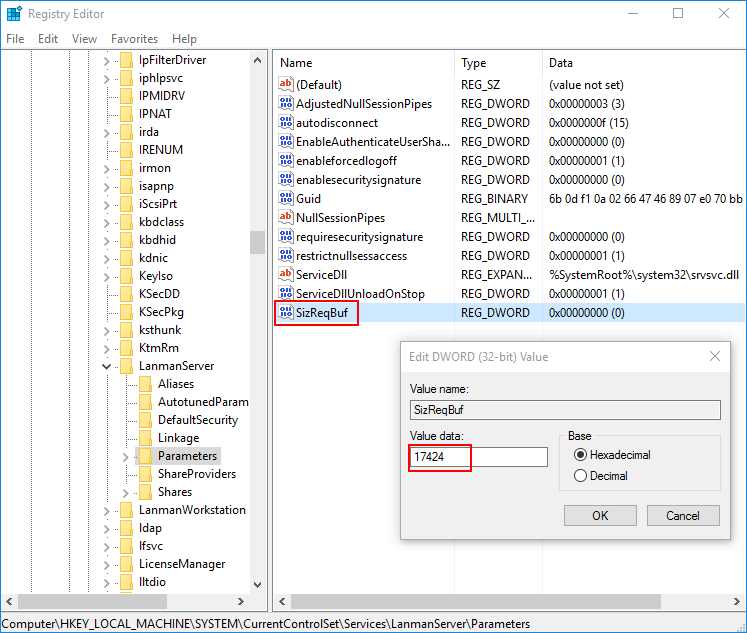 Registry Editor
File Edit View Favorites Help
IpFilterDriver
iphlpsvc
IPMIDRV
IPNAT
irda
IRENUM
irmon
isapnp
iScsiPrt
kbdclass
kbdhid
kdnic
KeyIso
KSecDD
KSecPkg
ksthunk
KtmRm
LanmanServer
Aliases
AutotunedParam
DefaultSecurity
Linkage
Parameters
ShareProviders
Shares
LanmanWorkstation
ldap
lfsvc
LicenseManager
lltdio
Name Type Data
(Default) REG_SZ (value not set)
AdjustedNullSessionPipes REG_DWORD 0x00000003 (3)
autodisconnect REG_DWORD 0x0000000f (15)
EnableAuthenticateUserSha... REG_DWORD 0x00000000 (0)
enableforcedlogoff REG_DWORD 0x00000001 (1)
enablesecuritysignature REG_DWORD 0x00000000 (0)
Guid REG_BINARY 6b 0d f1 0a 02 66 47 46 89 07 e0 70 bb
NullSessionPipes REG_MULTI_...
requiresecuritysignature REG_DWORD 0x00000000 (0)
restrictnullsessaccess REG_DWORD 0x00000001 (1)
ServiceDll REG_EXPAN... %SystemRoot%\system32\srvsvc.dll
ServiceDllUnloadOnStop REG_DWORD 0x00000001 (1)
SizReqBuf REG_DWORD 0x00000000 (0)
Edit DWORD (32-bit) Value
Value name:
SizReqBuf
Value data:
17424
Base
Hexadecimal
Decimal
OK Cancel
Computer\HKEY_LOCAL_MACHINE\SYSTEM\CurrentControlSet\Services\LanmanServer\Parameters